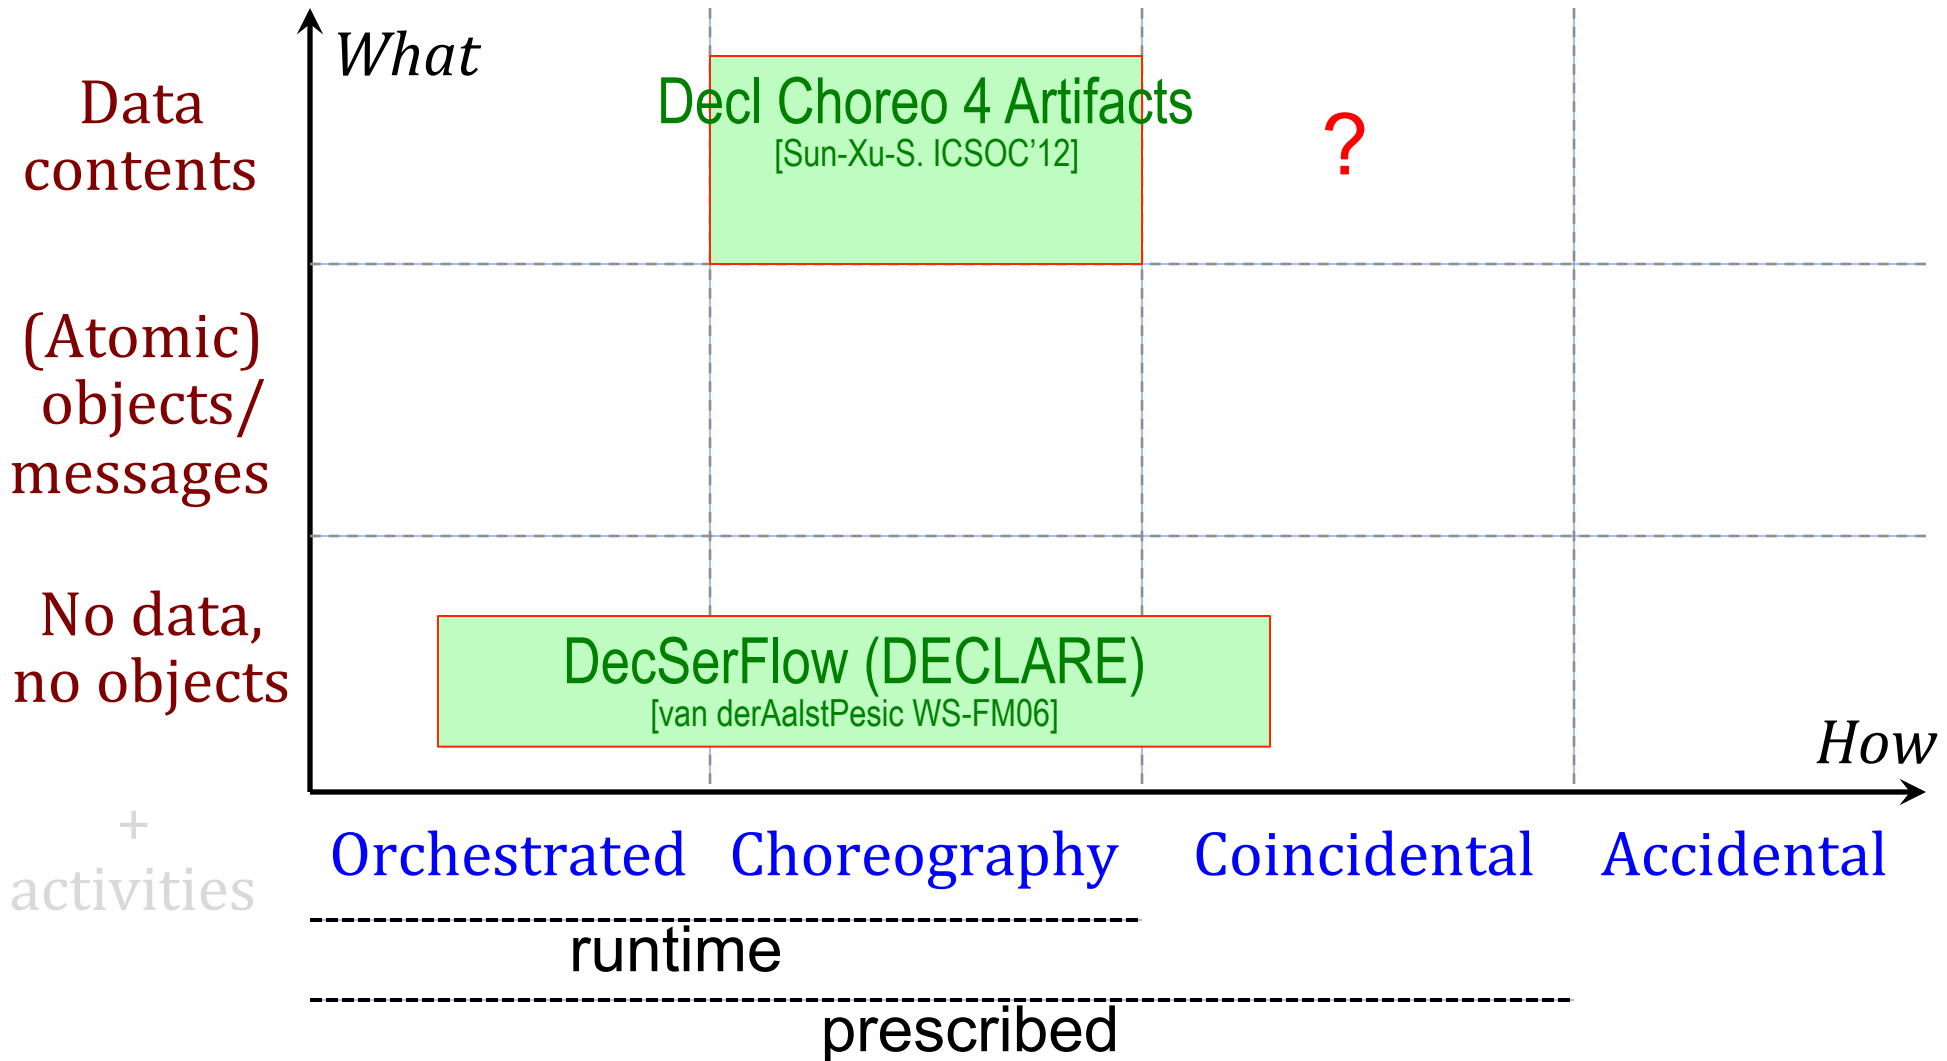 What
Data
contents
Decl Choreo 4 Artifacts
[Sun-Xu-S. ICSOC’12]
?
(Atomic)
objects/
messages
No data,
no objects
DecSerFlow (DECLARE)
[van derAalstPesic WS-FM06]
How
+
activities
Orchestrated
Choreography
Coincidental
Accidental
runtime
prescribed